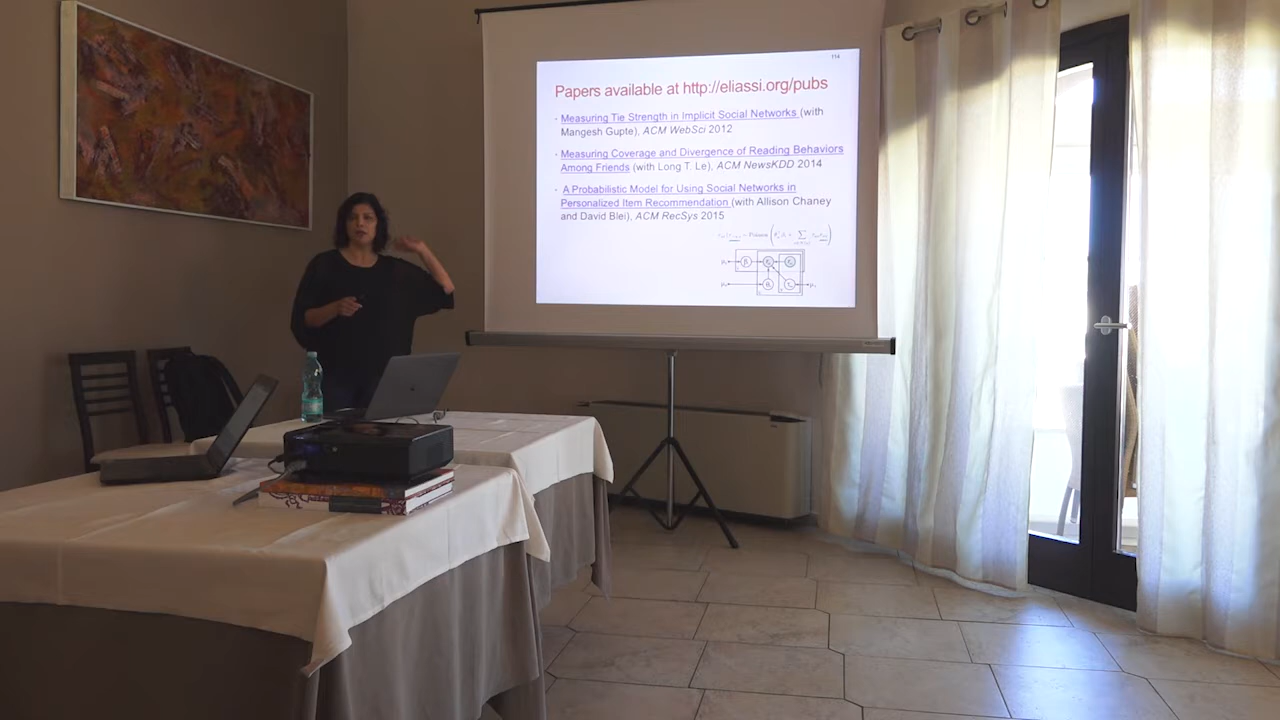 114
Papers available at http://eliassi.org/pubs
· Measuring Tie Strength in Implicit Social Networks (with
Mangesh Gupte), ACM WebSci 2012
· Measuring Coverage and Divergence of Reading Behaviors
Among Friends (with Long T. Le), ACM NewsKDD 2014
· A Probabilistic Model for Using Social Networks in
Personalized Item Recommendation (with Allison Chaney
and David Blei), ACM RecSys 2015